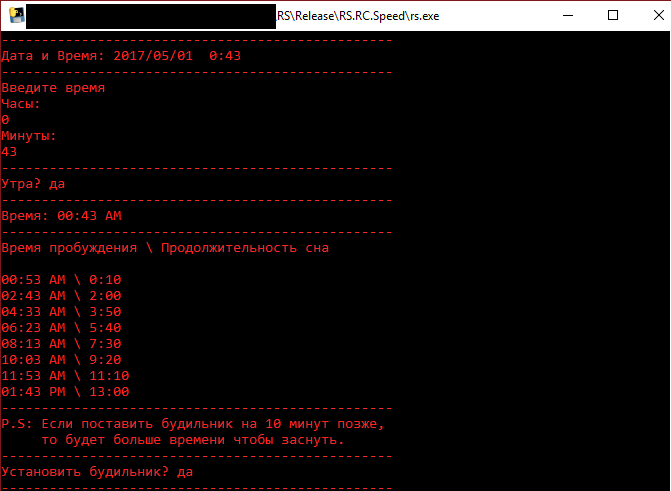 RS\Release\RS.RC.Speed\rs.exe
-------------------------------------------------
Дата и Время: 2017/05/01  0:43
-------------------------------------------------
Введите время
Часы:
0
Минуты:
43
-------------------------------------------------
Утра? да
-------------------------------------------------
Время: 00:43 AM
-------------------------------------------------
Время пробуждения \ Продолжительность сна

00:53 AM \ 0:10
02:43 AM \ 2:00
04:33 AM \ 3:50
06:23 AM \ 5:40
08:13 AM \ 7:30
10:03 AM \ 9:20
11:53 AM \ 11:10
01:43 PM \ 13:00
-------------------------------------------------
P.S: Если поставить будильник на 10 минут позже,
     то будет больше времени чтобы заснуть.
-------------------------------------------------
Установить будильник? да
-------------------------------------------------